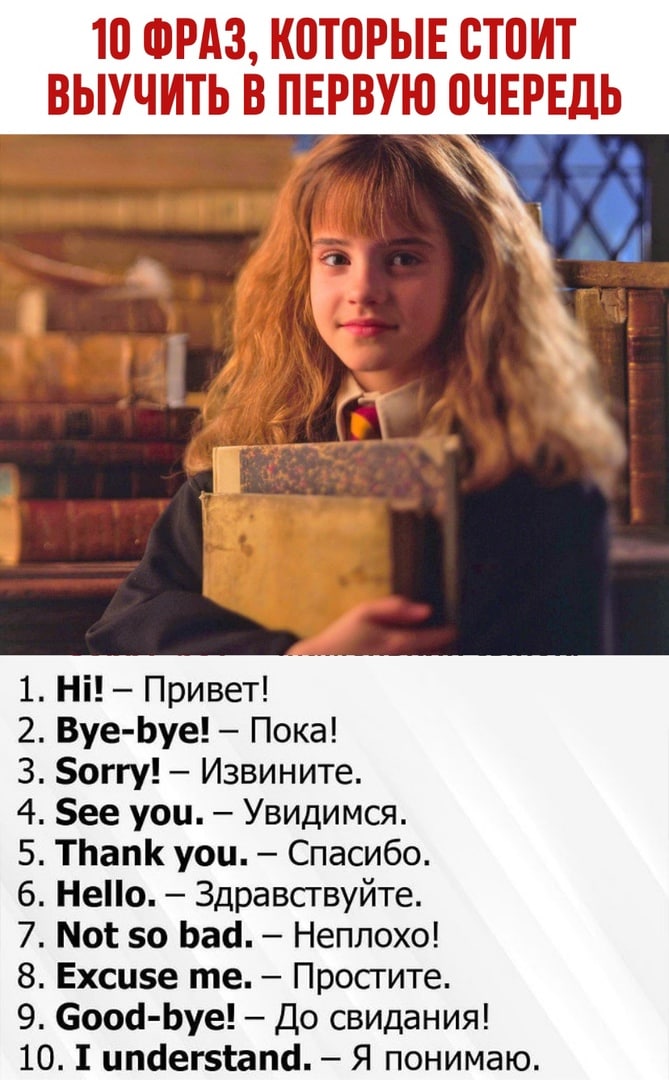 10 ФРАЗ, КОТОРЫЕ СТОИТ
ВЫУЧИТЬ В ПЕРВУЮ ОЧЕРЕДЬ
1. Hi! – Привет!
2. Bye-bye! – Пока!
3. Sorry! – Извините.
4. See you. – Увидимся.
5. Thank you. – Спасибо.
6. Hello. – Здравствуйте.
7. Not so bad. – Неплохо!
8. Excuse me. – Простите.
9. Good-bye! – До свидания!
10. I understand. – Я понимаю.